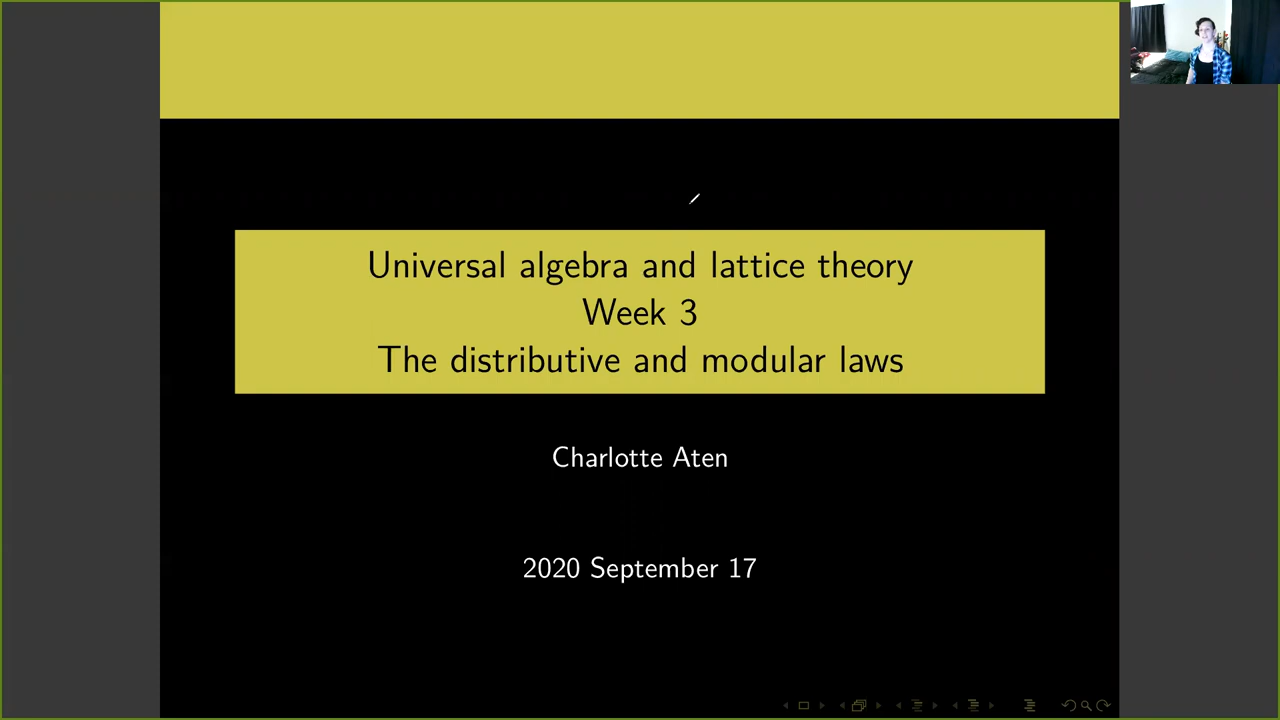 Universal algebra and lattice theory
Week 3
The distributive and modular laws
Charlotte Aten
2020 September 17